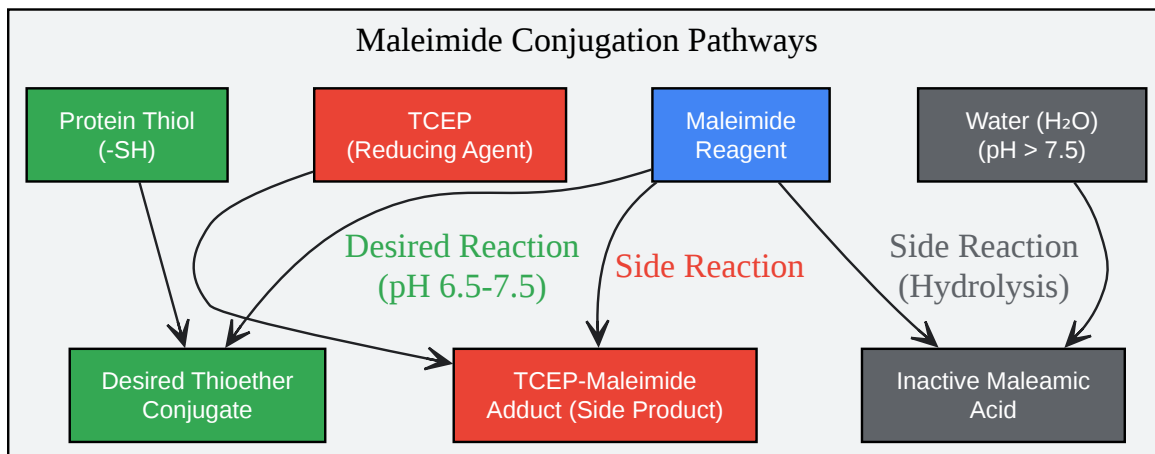 Maleimide Conjugation Pathways
Protein Thiol
(-SH)
TCEP
(Reducing Agent)
Maleimide
Reagent
Water (H₂O)
(pH > 7.5)
Desired Reaction
(pH 6.5-7.5)
Side Reaction
Side Reaction
(Hydrolysis)
Desired Thioether
Conjugate
TCEP-Maleimide
Adduct (Side Product)
Inactive Maleamic
Acid